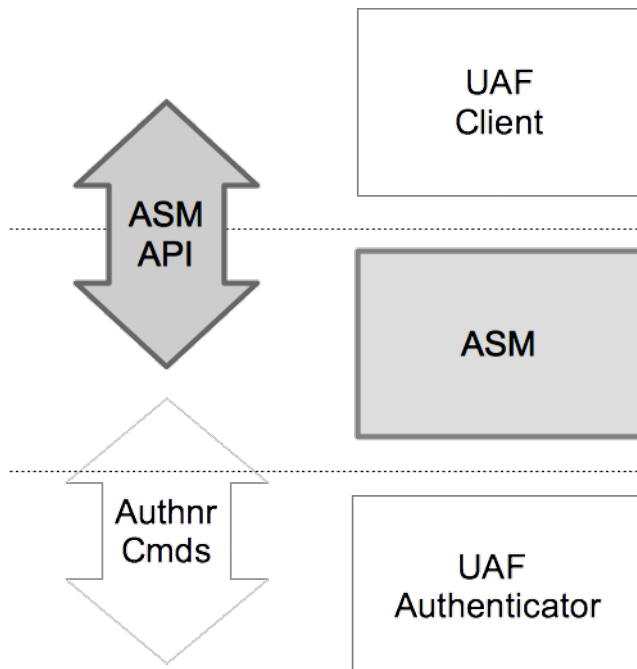 UAF
Client
ASM
API
ASM
Authnr
Cmds
UAF
Authenticator